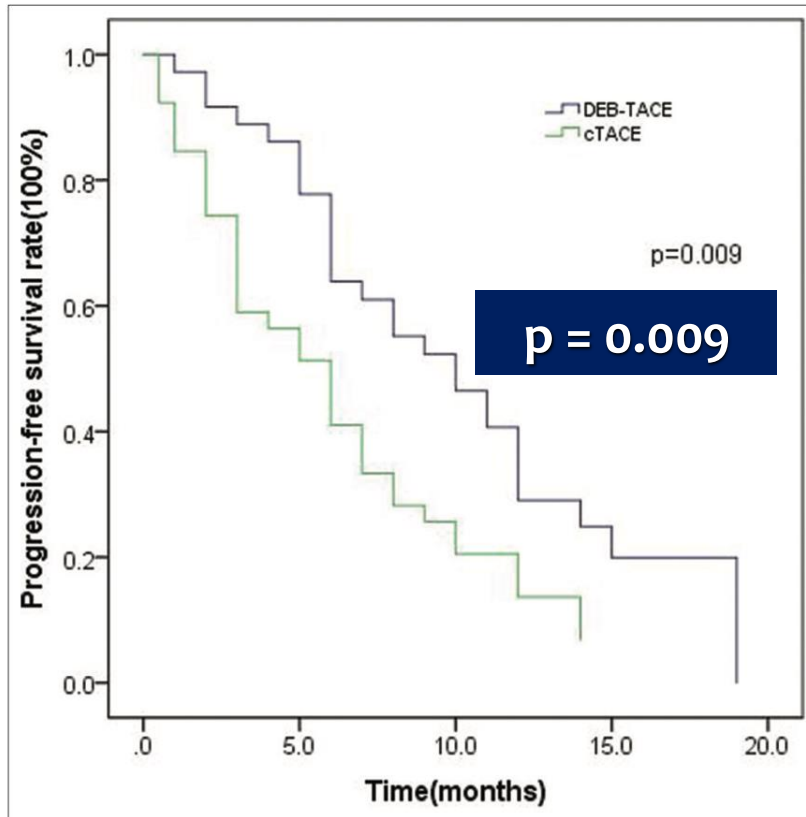 Progression-free survival rate(100%)
1.0
0.8
0.6
0.4
0.2
0.0
DEB-TACE
cTACE
p=0.009
p = 0.009
.0
5.0
10.0
15.0
20.0
Time(months)